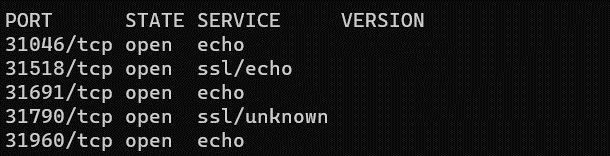 PORT STATE SERVICE VERSION
31046/tcp open echo
31518/tcp open ssl/echo
31691/tcp open echo
31790/tcp open ssl/unknown
31960/tcp open echo